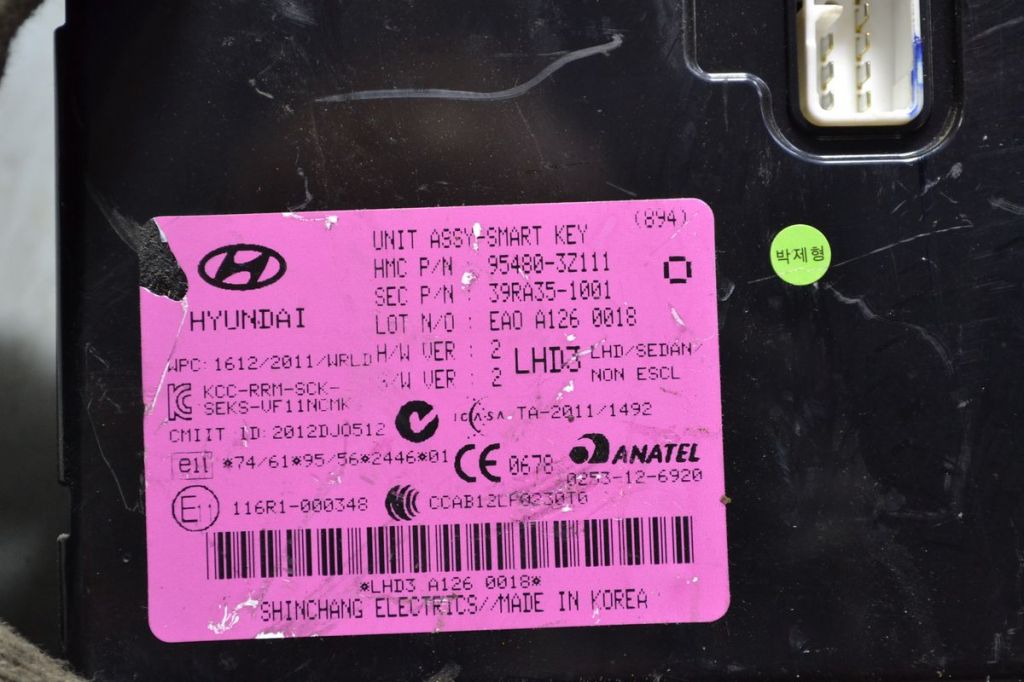 (894)
UNIT ASSY-SMART KEY
HMC P/N : 95480-3Z111
SEC P/N : 39RA35-1001
HYUNDAI
LOT N/O : EA0 A126 0018
H/W VER : 2
/W VER : 2
LHD3
LHD/SEDAN/
NON ESCL
WPC: 1612/2011/WRLD
KCC-RRM-SCK-
SEKS-VF11NCMK
ICASA TA-2011/1492
CMIIT ID: 2012DJ0512
e11 *74/61*95/56*2446*01
CE 0678
ANATEL
0253-12-6920
E11 116R1-000348
CCAB12LP0230T0
*LHD3 A126 0018*
SHINCHANG ELECTRICS//MADE IN KOREA
박제형